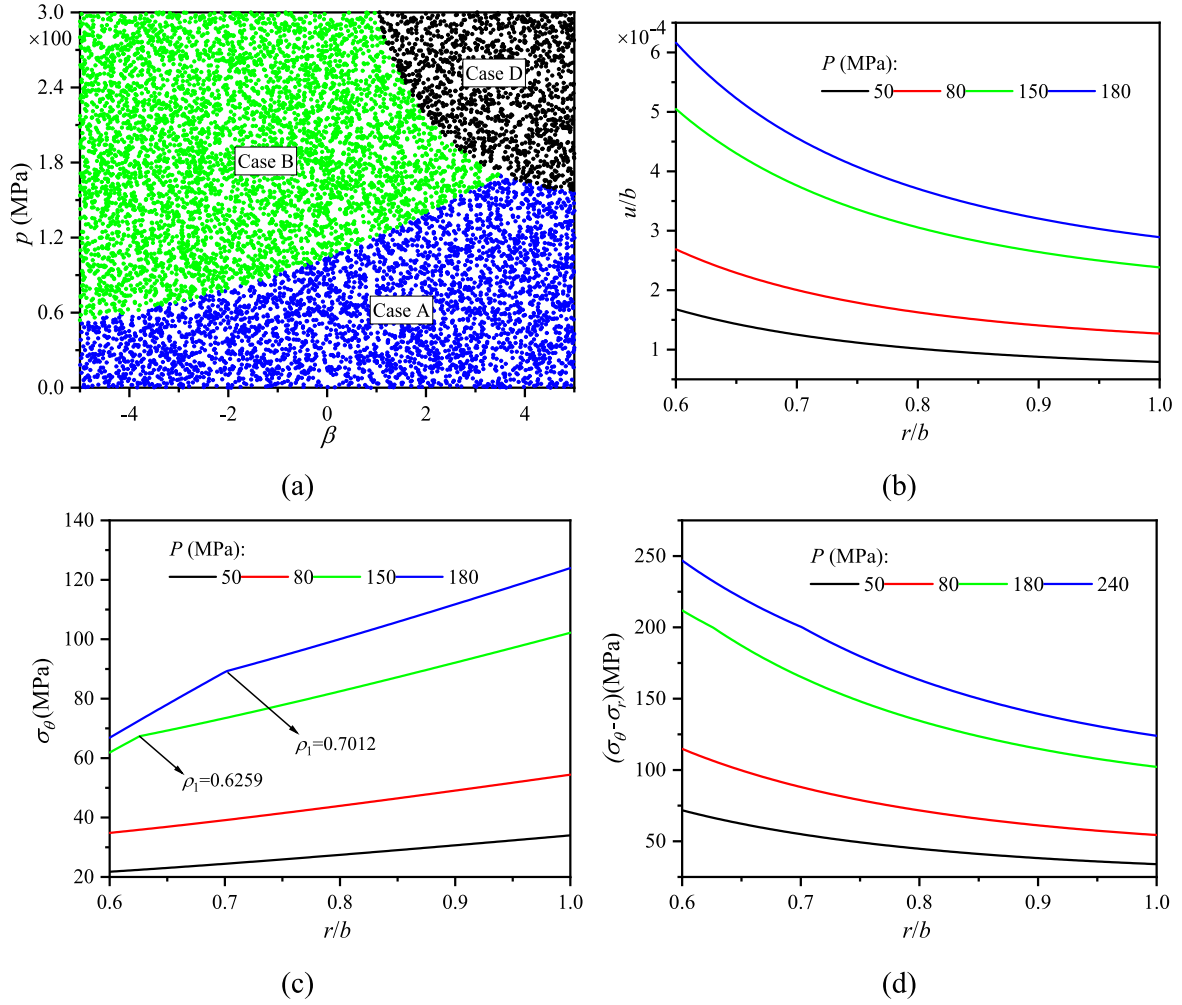 3.0
×100
2.4
1.8
1.2
0.6
0.0
p (MPa)
Case D
Case B
Case A
-4 -2 0 2 4
β
(a)
×10⁻⁴
6
5
4
3
2
1
u/b
P (MPa):
50 80 150 180
0.6 0.7 0.8 0.9 1.0
r/b
(b)
140
120
100
80
60
40
20
σθ (MPa)
P (MPa):
50 80 150 180
ρ₁=0.7012
ρ₁=0.6259
0.6 0.7 0.8 0.9 1.0
r/b
(c)
250
200
150
100
50
(σθ-σr)(MPa)
P (MPa):
50 80 180 240
0.6 0.7 0.8 0.9 1.0
r/b
(d)